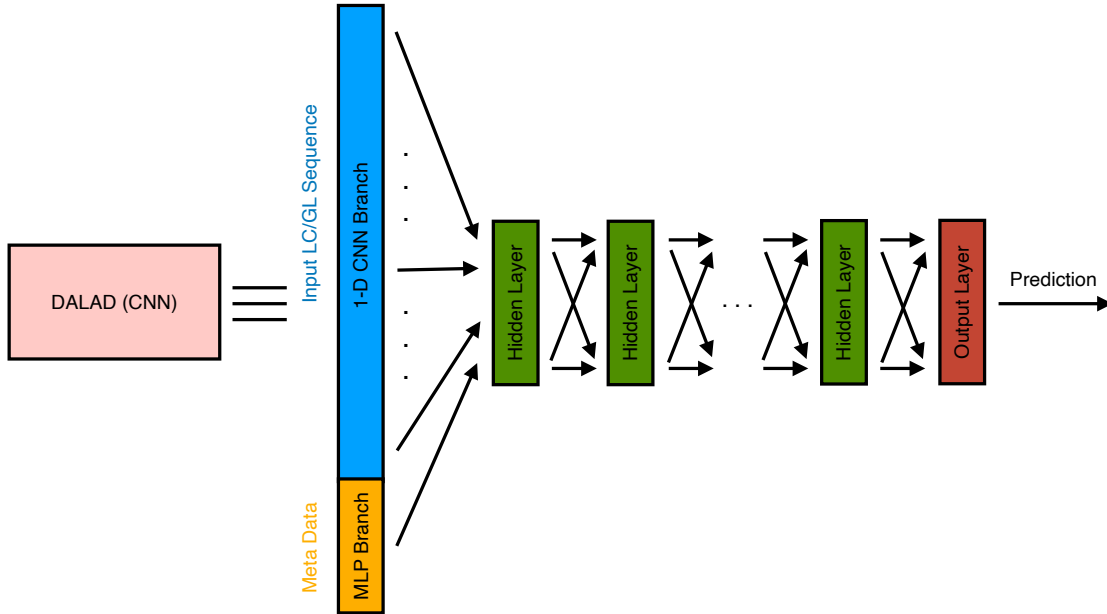 DALAD (CNN)
Input LC/GL Sequence
Meta Data
1-D CNN Branch
MLP Branch
Hidden Layer
Hidden Layer
. . .
Hidden Layer
Output Layer
Prediction